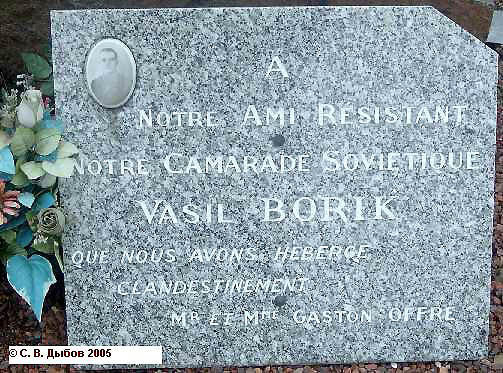 A
NOTRE AMI RESISTANT
NOTRE CAMARADE SOVIETIQUE
VASIL BORIK
QUE NOUS AVONS HEBERGE
CLANDESTINEMENT
MR ET MME GASTON OFFRE
© С. В. Дыбов 2005